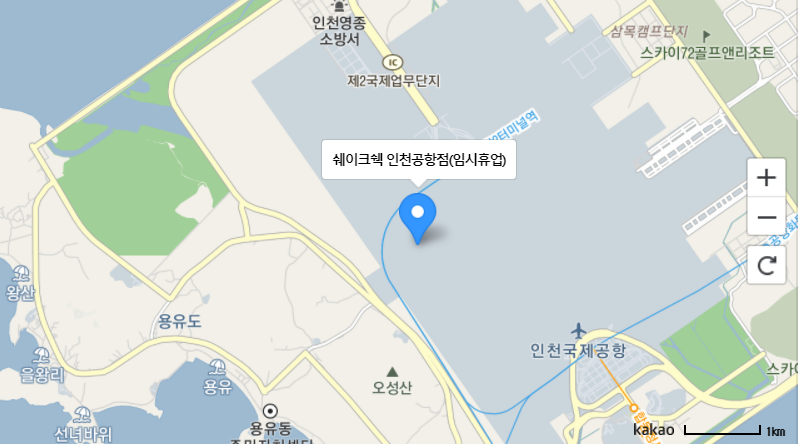 인천영종
소방서
삼목캠프단지
스카이72골프앤리조트
IC
제2국제업무단지
2터미널역
쉐이크쉑 인천공항점(임시휴업)
왕산
용유도
인천국제공항
을왕리
용유
오성산
스카이
용유동
선녀바위
kakao
1km